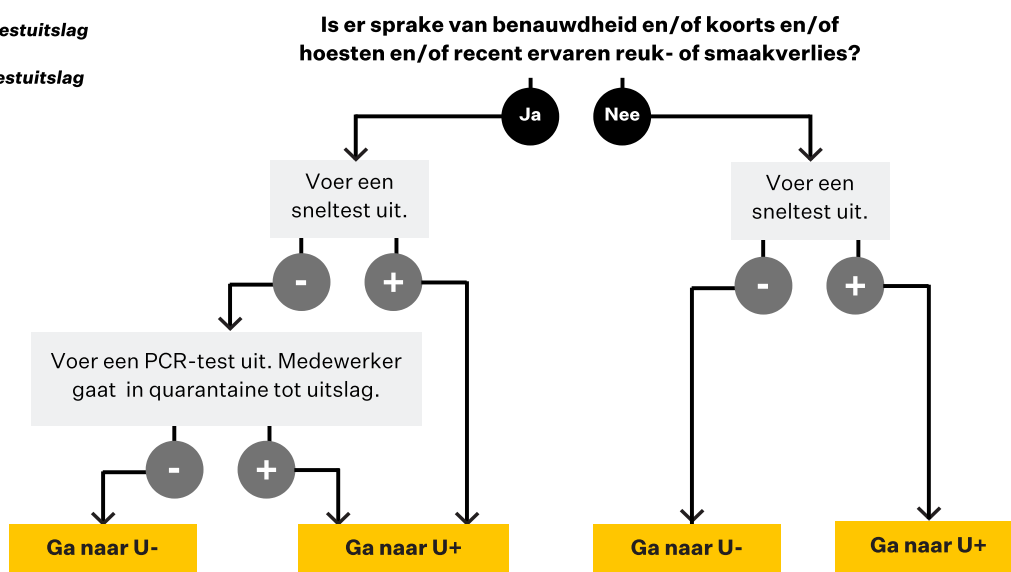 estuitslag
estuitslag
Is er sprake van benauwdheid en/of koorts en/of
hoesten en/of recent ervaren reuk- of smaakverlies?
Ja
Nee
Voer een
sneltest uit.
Voer een
sneltest uit.
-
+
-
+
Voer een PCR-test uit. Medewerker
gaat in quarantaine tot uitslag.
-
+
Ga naar U-
Ga naar U+
Ga naar U-
Ga naar U+